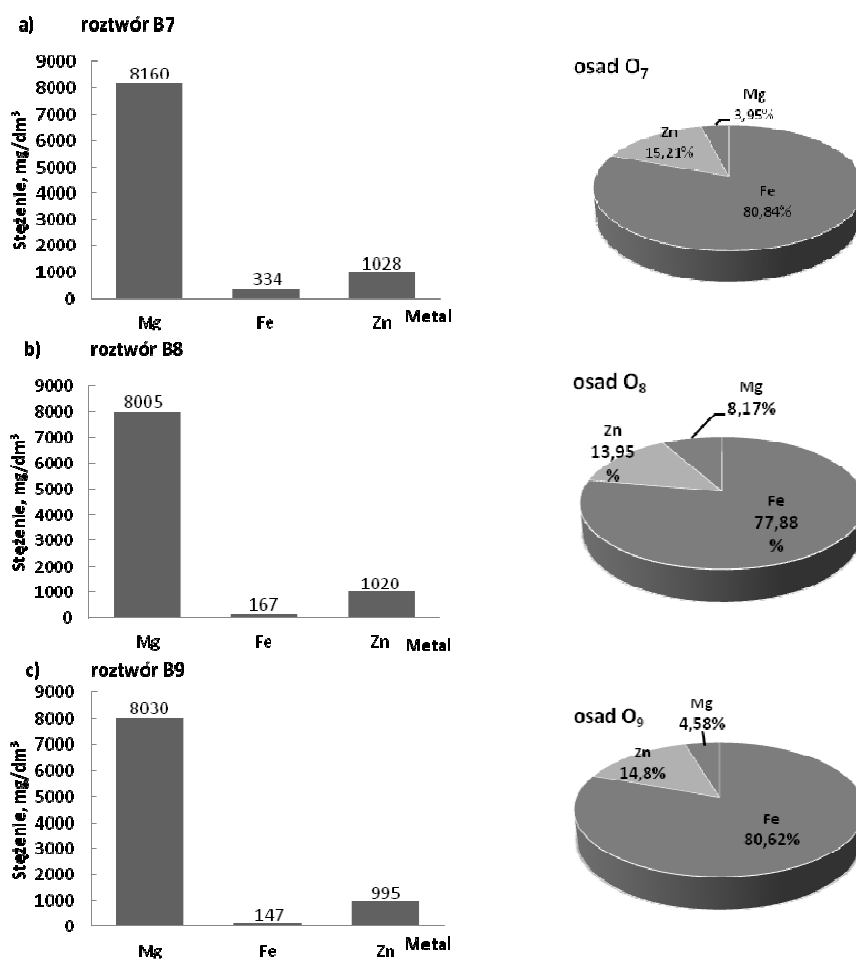 a) roztwór B7
Stężenie, mg/dm³
9000
8000
7000
6000
5000
4000
3000
2000
1000
0
8160
334
1028
Mg
Fe
Zn
Metal
osad O₇
Mg
3,95%
Zn
15,21%
Fe
80,84%
b) roztwór B8
Stężenie, mg/dm³
9000
8000
7000
6000
5000
4000
3000
2000
1000
0
8005
167
1020
Mg
Fe
Zn
Metal
osad O₈
Mg
8,17%
Zn
13,95
%
Fe
77,88
%
c) roztwór B9
Stężenie, mg/dm³
9000
8000
7000
6000
5000
4000
3000
2000
1000
0
8030
147
995
Mg
Fe
Zn
Metal
osad O₉
Mg
4,58%
Zn
14,8%
Fe
80,62%